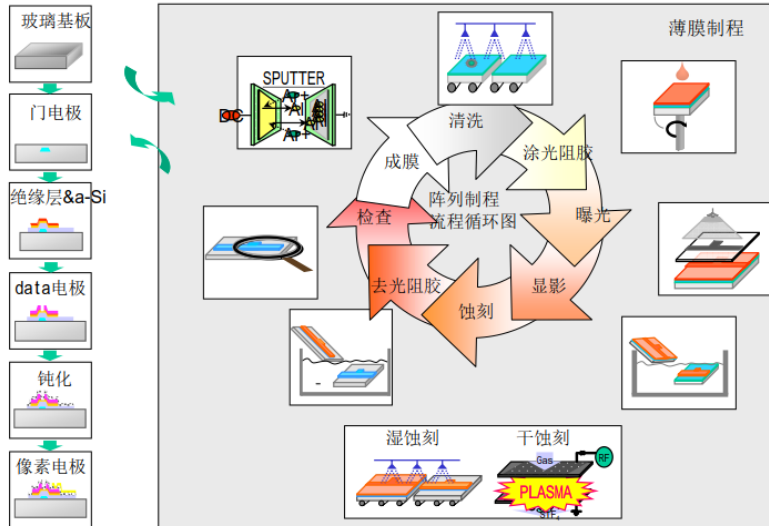 玻璃基板
门电极
绝缘层&a-Si
data电极
钝化
像素电极
薄膜制程
SPUTTER
清洗
涂光阻胶
曝光
显影
蚀刻
去光阻胶
检查
成膜
阵列制程
流程循环图
湿蚀刻
干蚀刻
Gas
RF
PLASMA